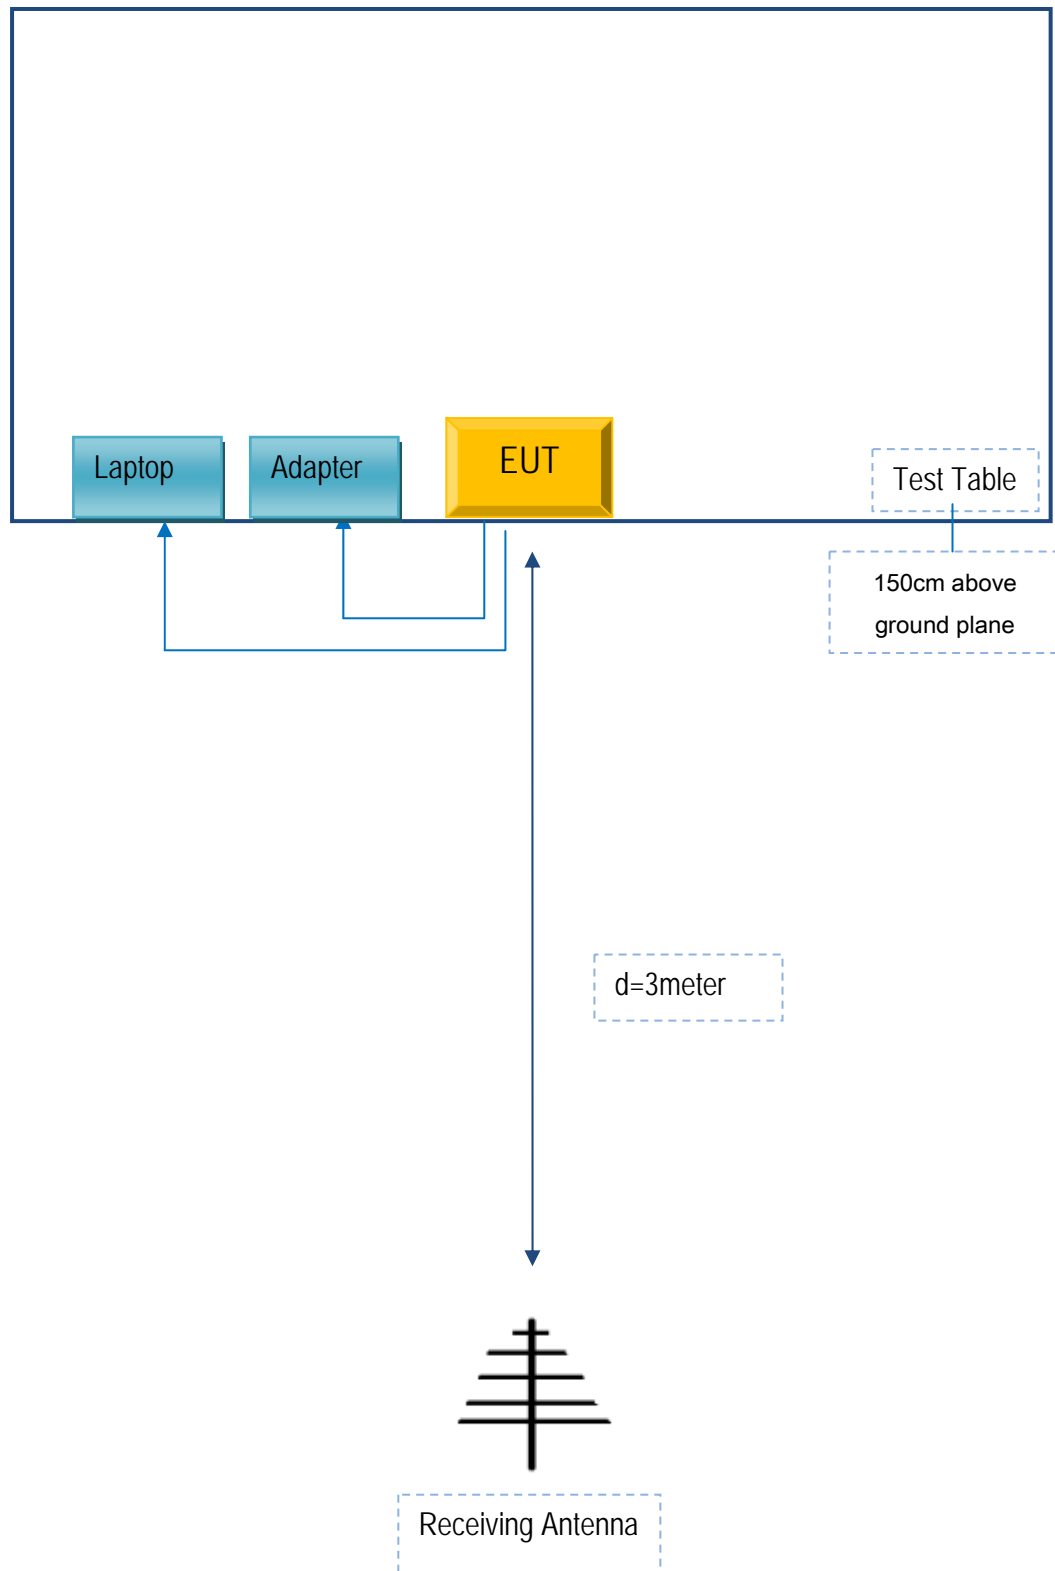 Laptop
Adapter
EUT
Test Table
150cm above
ground plane
d=3meter
Receiving Antenna